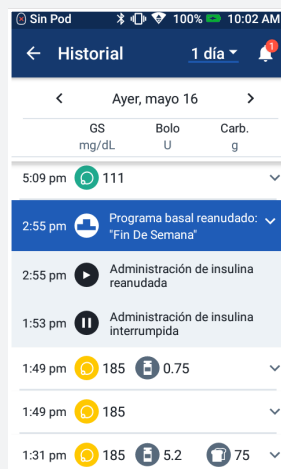 Sin Pod 100% 10:02 AM
Historial 1 día 1
Ayer, mayo 16
GS Bolo Carb.
mg/dL U g
5:09 pm 111
2:55 pm Programa basal reanudado:
"Fin De Semana"
2:55 pm Administración de insulina
reanudada
1:53 pm Administración de insulina
interrumpida
1:49 pm 185 0.75
1:49 pm 185
1:31 pm 185 5.2 75